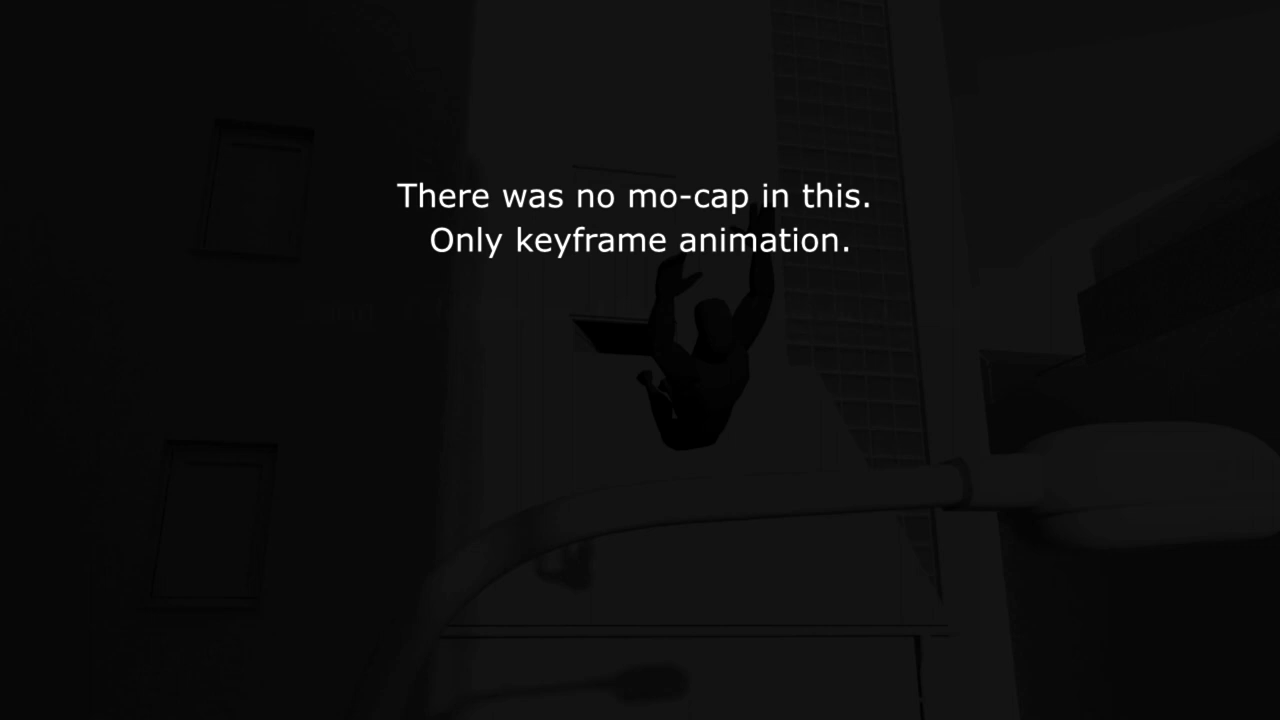 There was no mo-cap in this.
Only keyframe animation.